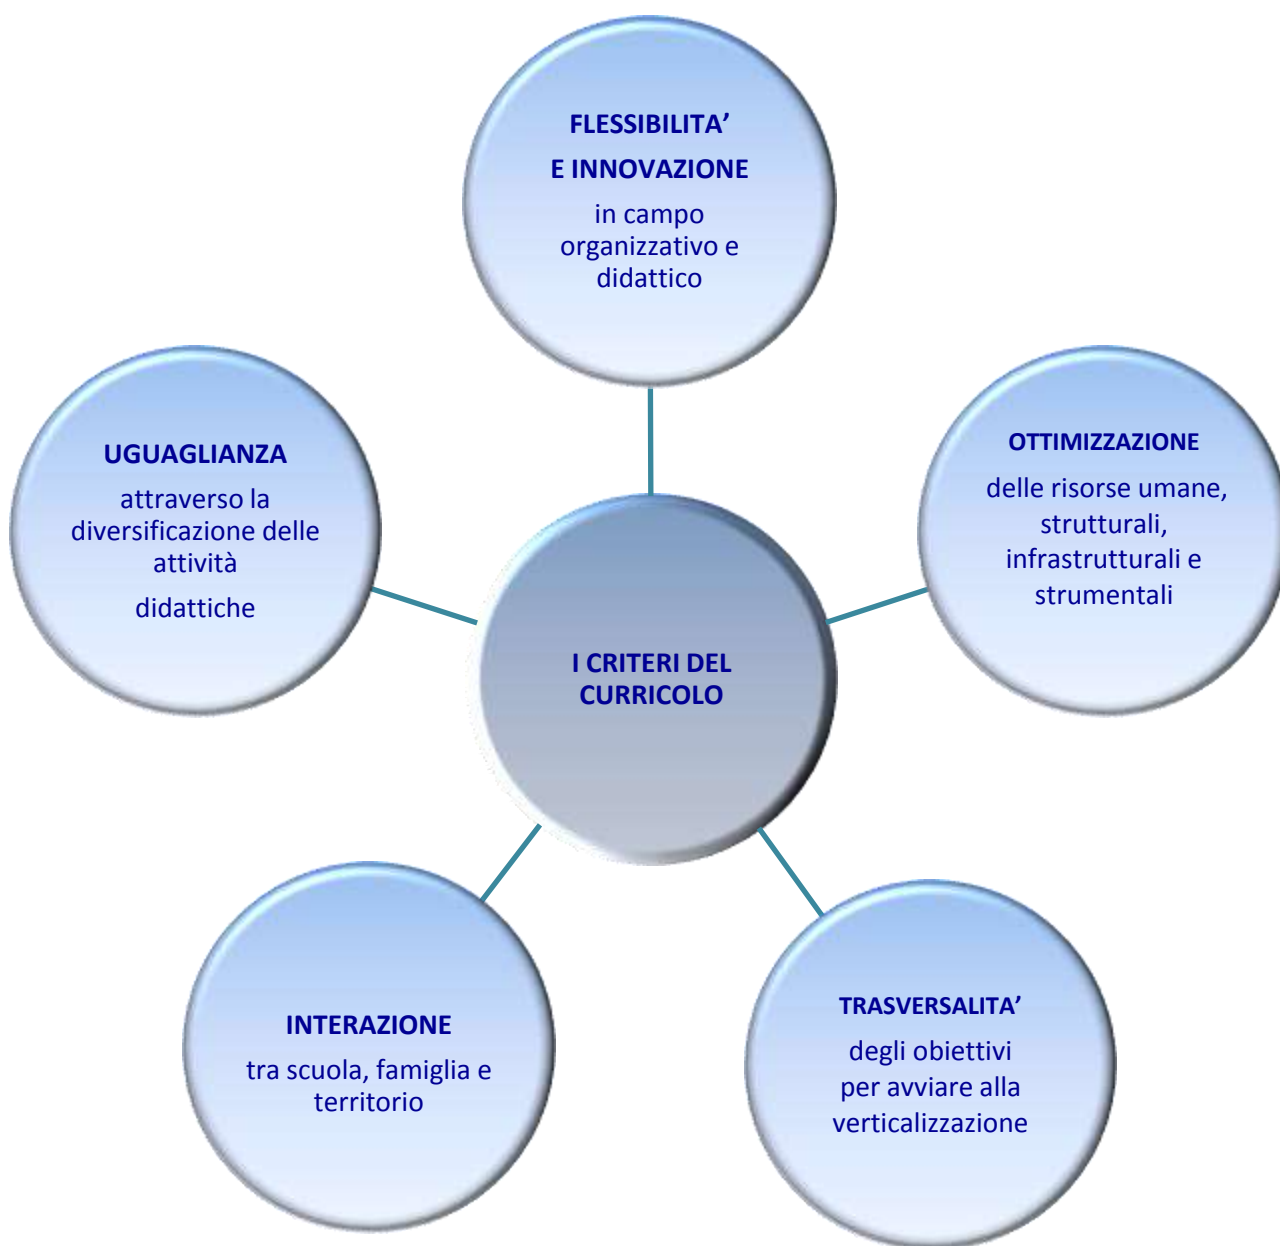 FLESSIBILITA’
E INNOVAZIONE
in campo
organizzativo e
didattico
UGUAGLIANZA
attraverso la
diversificazione delle
attività
didattiche
OTTIMIZZAZIONE
delle risorse umane,
strutturali,
infrastrutturali e
strumentali
I CRITERI DEL
CURRICOLO
INTERAZIONE
tra scuola, famiglia e
territorio
TRASVERSALITA’
degli obiettivi
per avviare alla
verticalizzazione